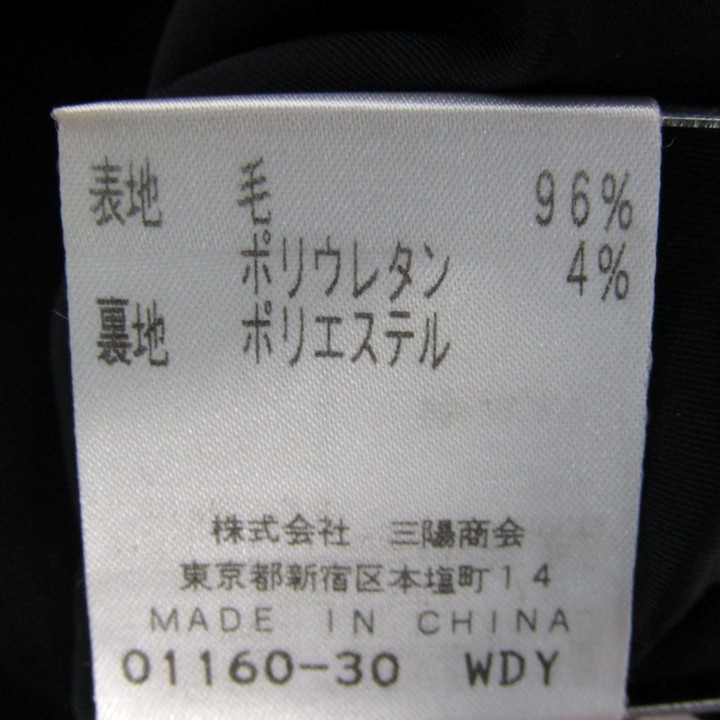 表地 毛 96%
ポリウレタン 4%
裏地 ポリエステル
株式会社 三陽商会
東京都新宿区本塩町14
MADE IN CHINA
01160-30 WDY